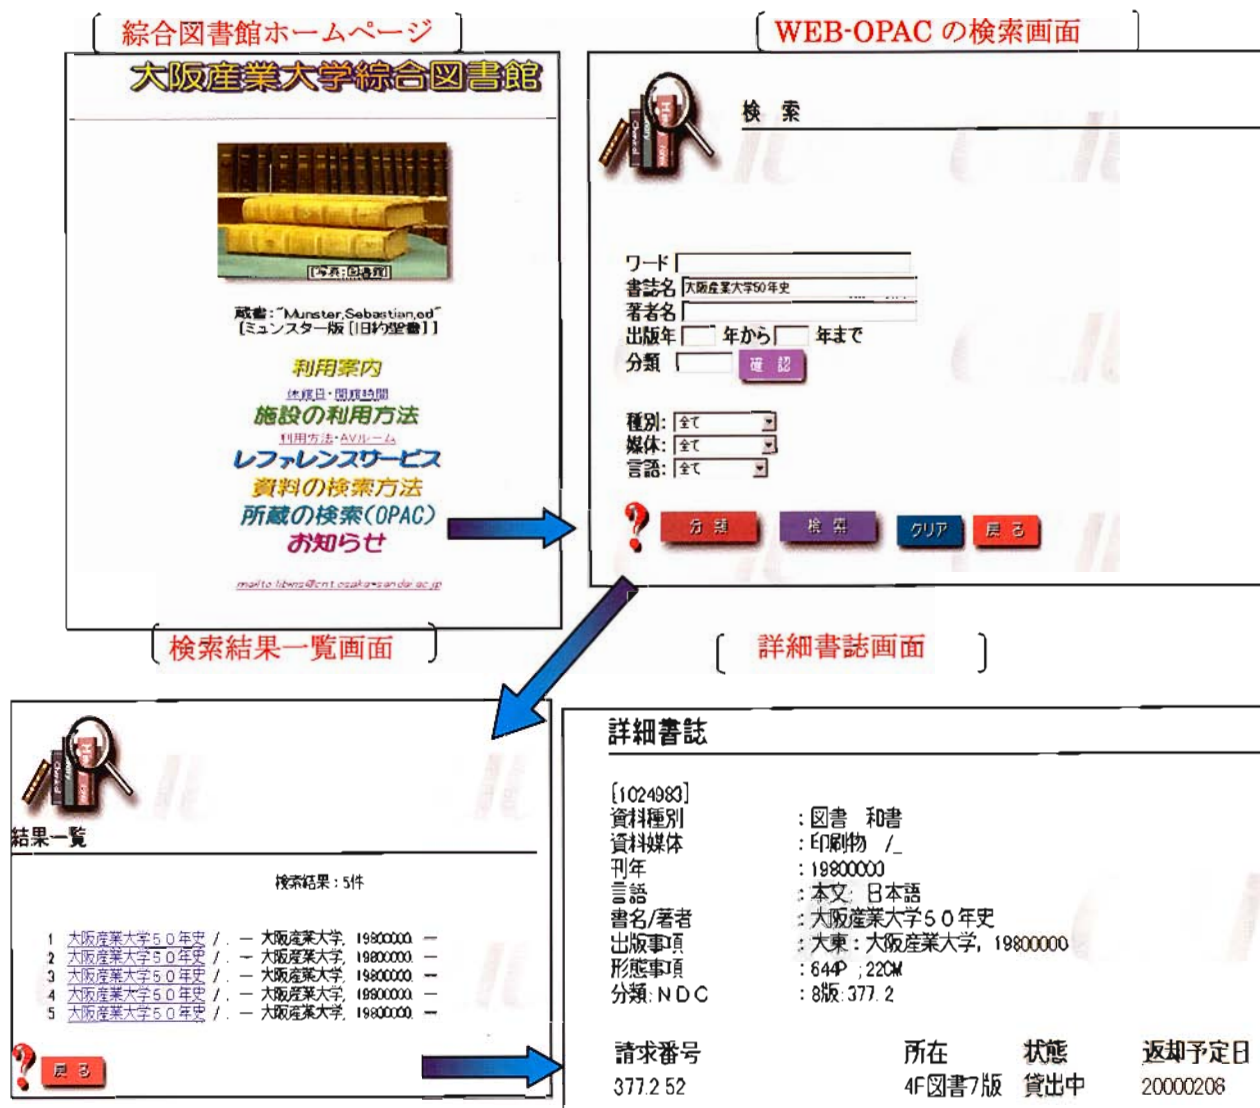 綜合図書館ホームページ
大阪産業大学綜合図書館
[写真:図書館]
蔵書:"Munster,Sebastian,ed"
[ミュンスター版[旧約聖書]]
利用案内
休館日・開館時間
施設の利用方法
利用方法・AVルーム
レファレンスサービス
資料の検索方法
所蔵の検索(OPAC)
お知らせ
WEB-OPAC の検索画面
検 索
ワード
書誌名 大阪産業大学50年史
著者名
出版年 年から 年まで
分類 確 認
種別: 全て
媒体: 全て
言語: 全て
分 類 検 索 クリア 戻 る
検索結果一覧画面
結果一覧
検索結果:5件
1 大阪産業大学50年史 /. — 大阪産業大学, 19800000. —
2 大阪産業大学50年史 /. — 大阪産業大学, 19800000. —
3 大阪産業大学50年史 /. — 大阪産業大学, 19800000. —
4 大阪産業大学50年史 /. — 大阪産業大学, 19800000. —
5 大阪産業大学50年史 /. — 大阪産業大学, 19800000. —
戻 る
詳細書誌画面
詳細書誌
[1024983]
資料種別 :図書 和書
資料媒体 :印刷物 /_
刊年 :19800000
言語 :本文: 日本語
書名/著者 :大阪産業大学50年史
出版事項 :大東:大阪産業大学, 19800000
形態事項 :644P ;22CM
分類:NDC :8版:377.2
請求番号 所在 状態 返却予定日
377.2 52 4F図書7版 貸出中 20000206